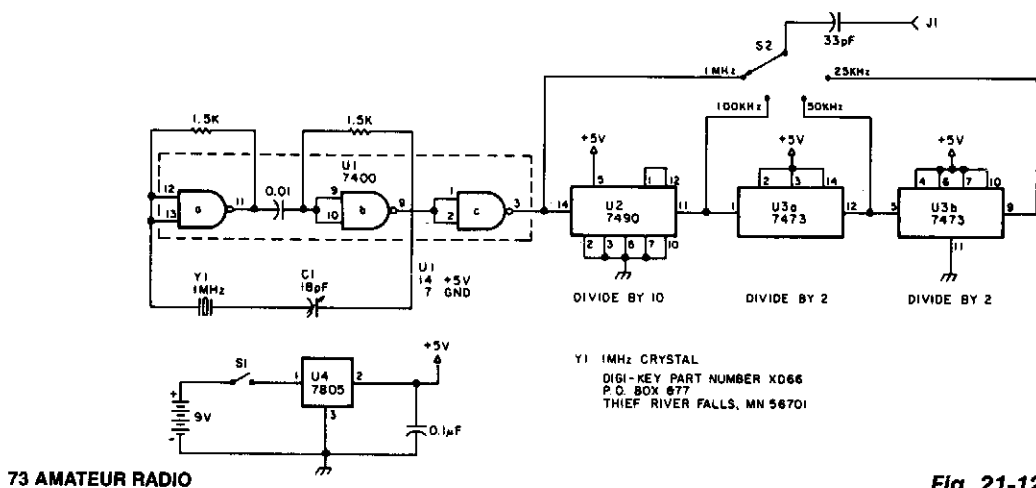 33pF
J1
S2
1MHz
25KHz
100KHz
50KHz
1.5K
1.5K
+5V
+5V
+5V
U1
7400
0.01
12
13
a
11
9
10
b
8
1
2
c
3
14
5
1
12
U2
7490
11
2
3
6
7
10
1
2
3
14
U3a
7473
12
5
4
6
7
10
U3b
7473
9
11
Y1
1MHz
C1
18pF
U1
14 +5V
7 GND
DIVIDE BY 10
DIVIDE BY 2
DIVIDE BY 2
+5V
S1
1
U4
7805
2
3
+
9V
-
0.1µF
Y1 1MHz CRYSTAL
DIGI-KEY PART NUMBER X066
P.O. BOX 677
THIEF RIVER FALLS, MN 56701
73 AMATEUR RADIO
Fig. 21-12